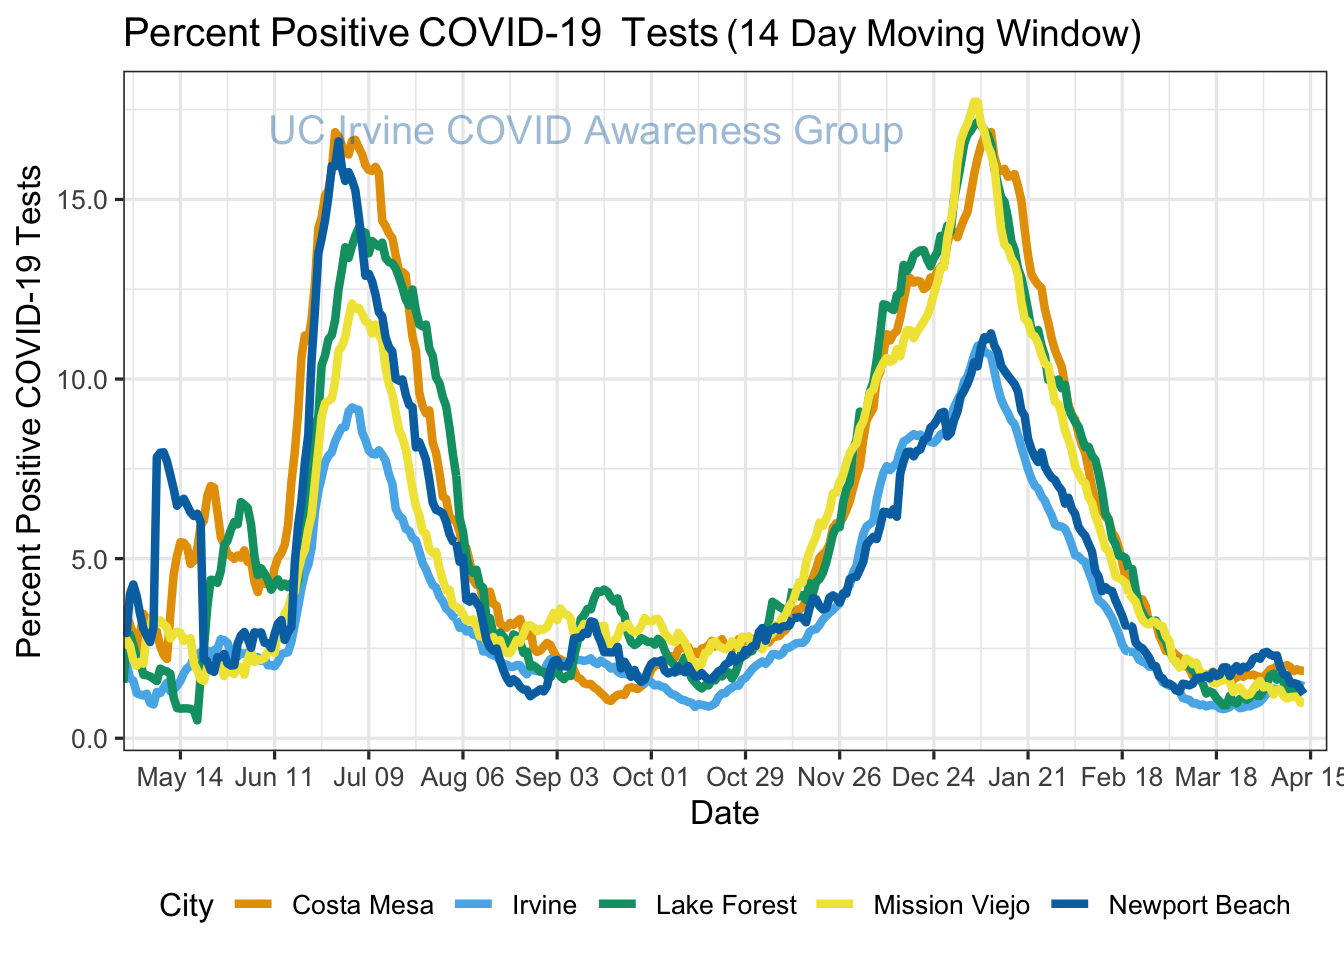 Percent Positive COVID-19 Tests (14 Day Moving Window)
UC Irvine COVID Awareness Group
Percent Positive COVID-19 Tests
15.0
10.0
5.0
0.0
May 14 Jun 11 Jul 09 Aug 06 Sep 03 Oct 01 Oct 29 Nov 26 Dec 24 Jan 21 Feb 18 Mar 18 Apr 15
Date
City Costa Mesa Irvine Lake Forest Mission Viejo Newport Beach